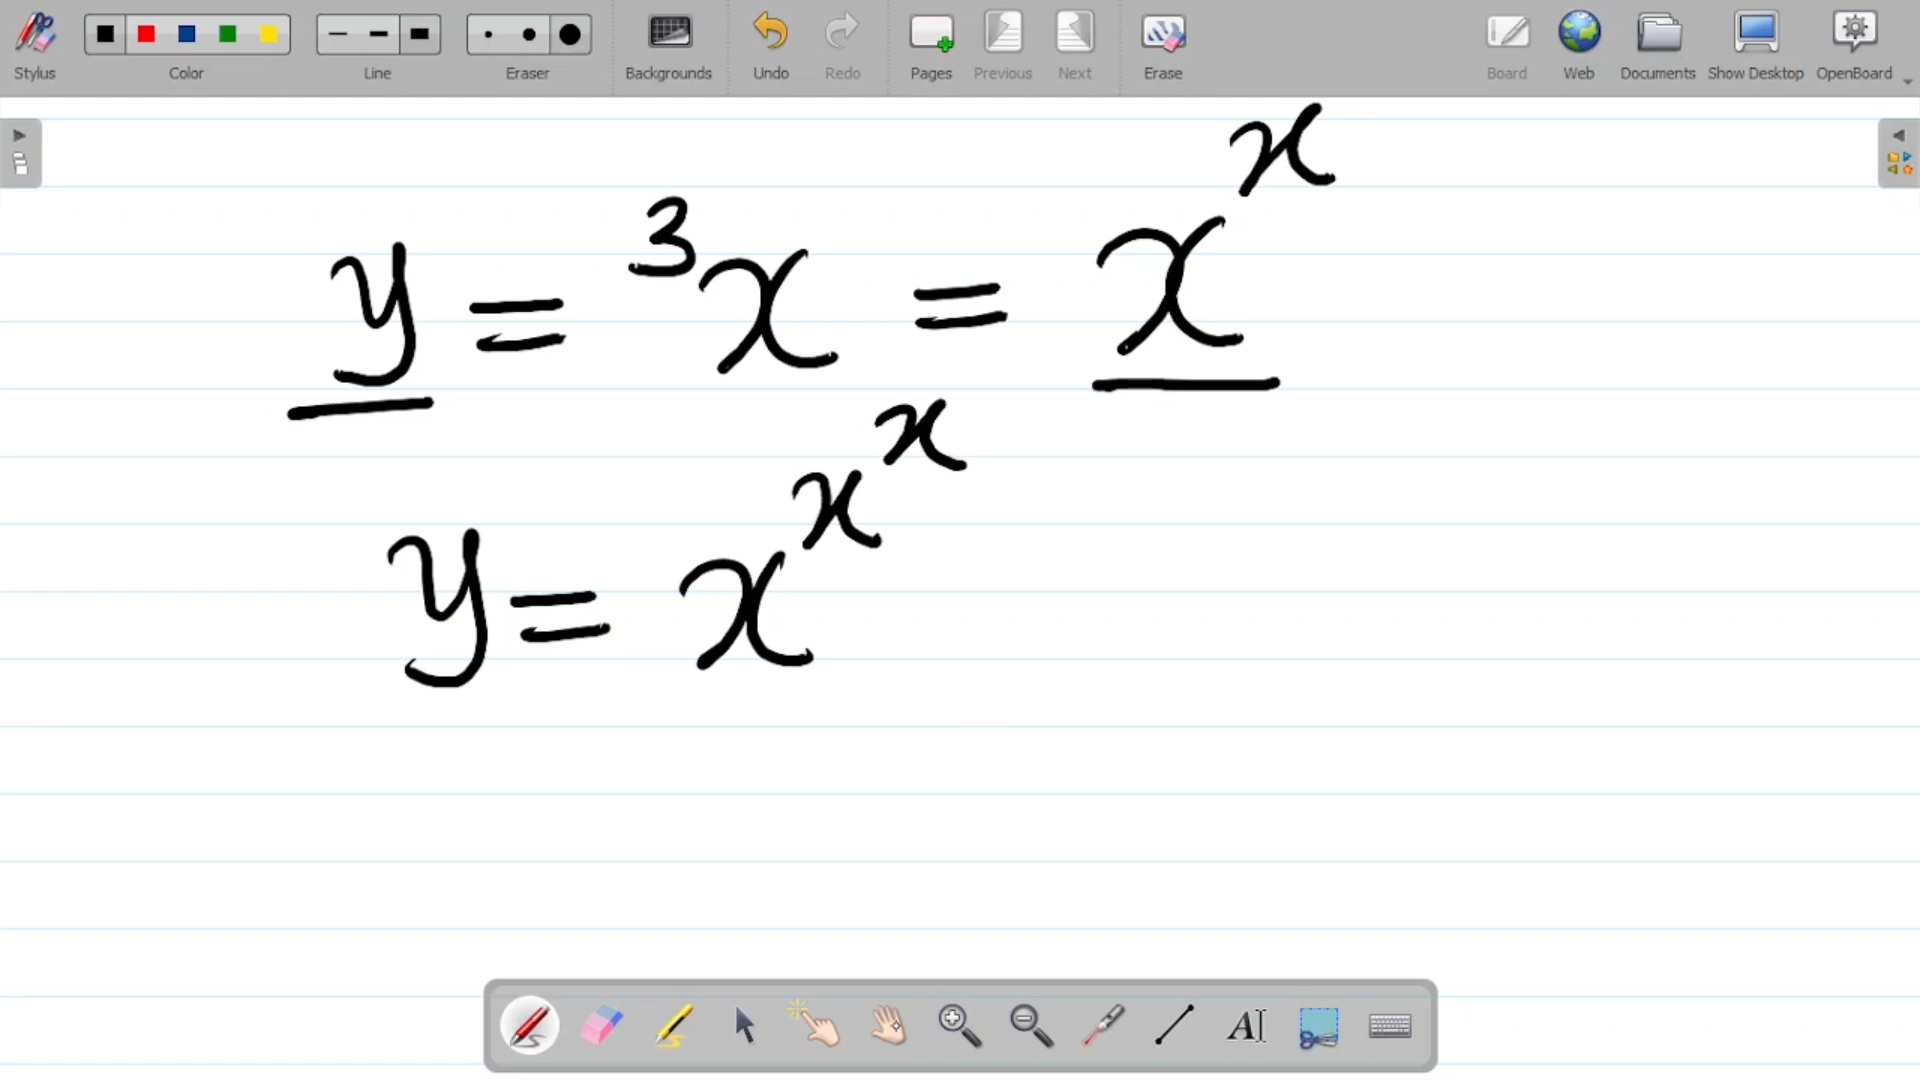 Stylus Color Line Eraser Backgrounds Undo Redo Pages Previous Next Erase Board Web Documents Show Desktop OpenBoard
y = ³x = x^x
y = x^x^x
A